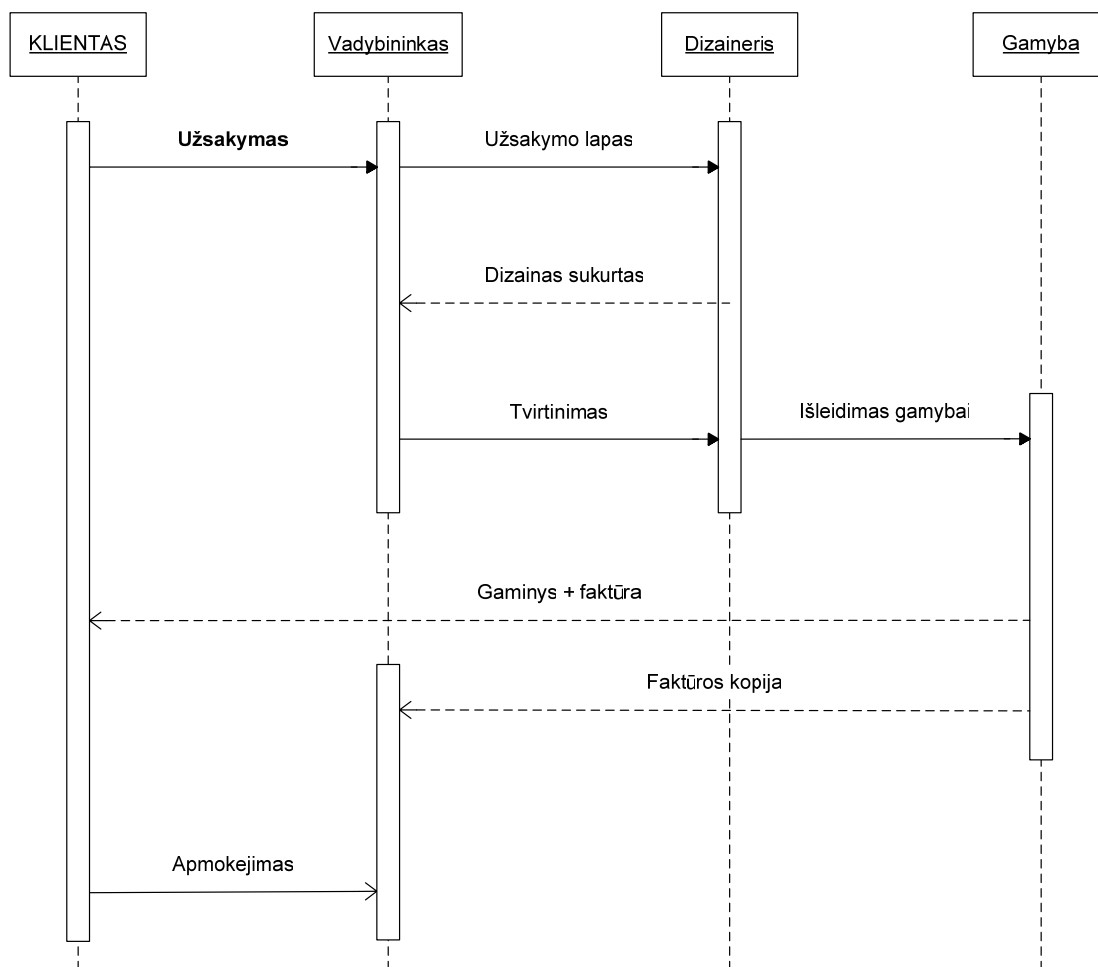 KLIENTAS
Vadybininkas
Dizaineris
Gamyba
Užsakymas
Užsakymo lapas
Dizainas sukurtas
Tvirtinimas
Išleidimas gamybai
Gaminys + faktūra
Faktūros kopija
Apmokejimas